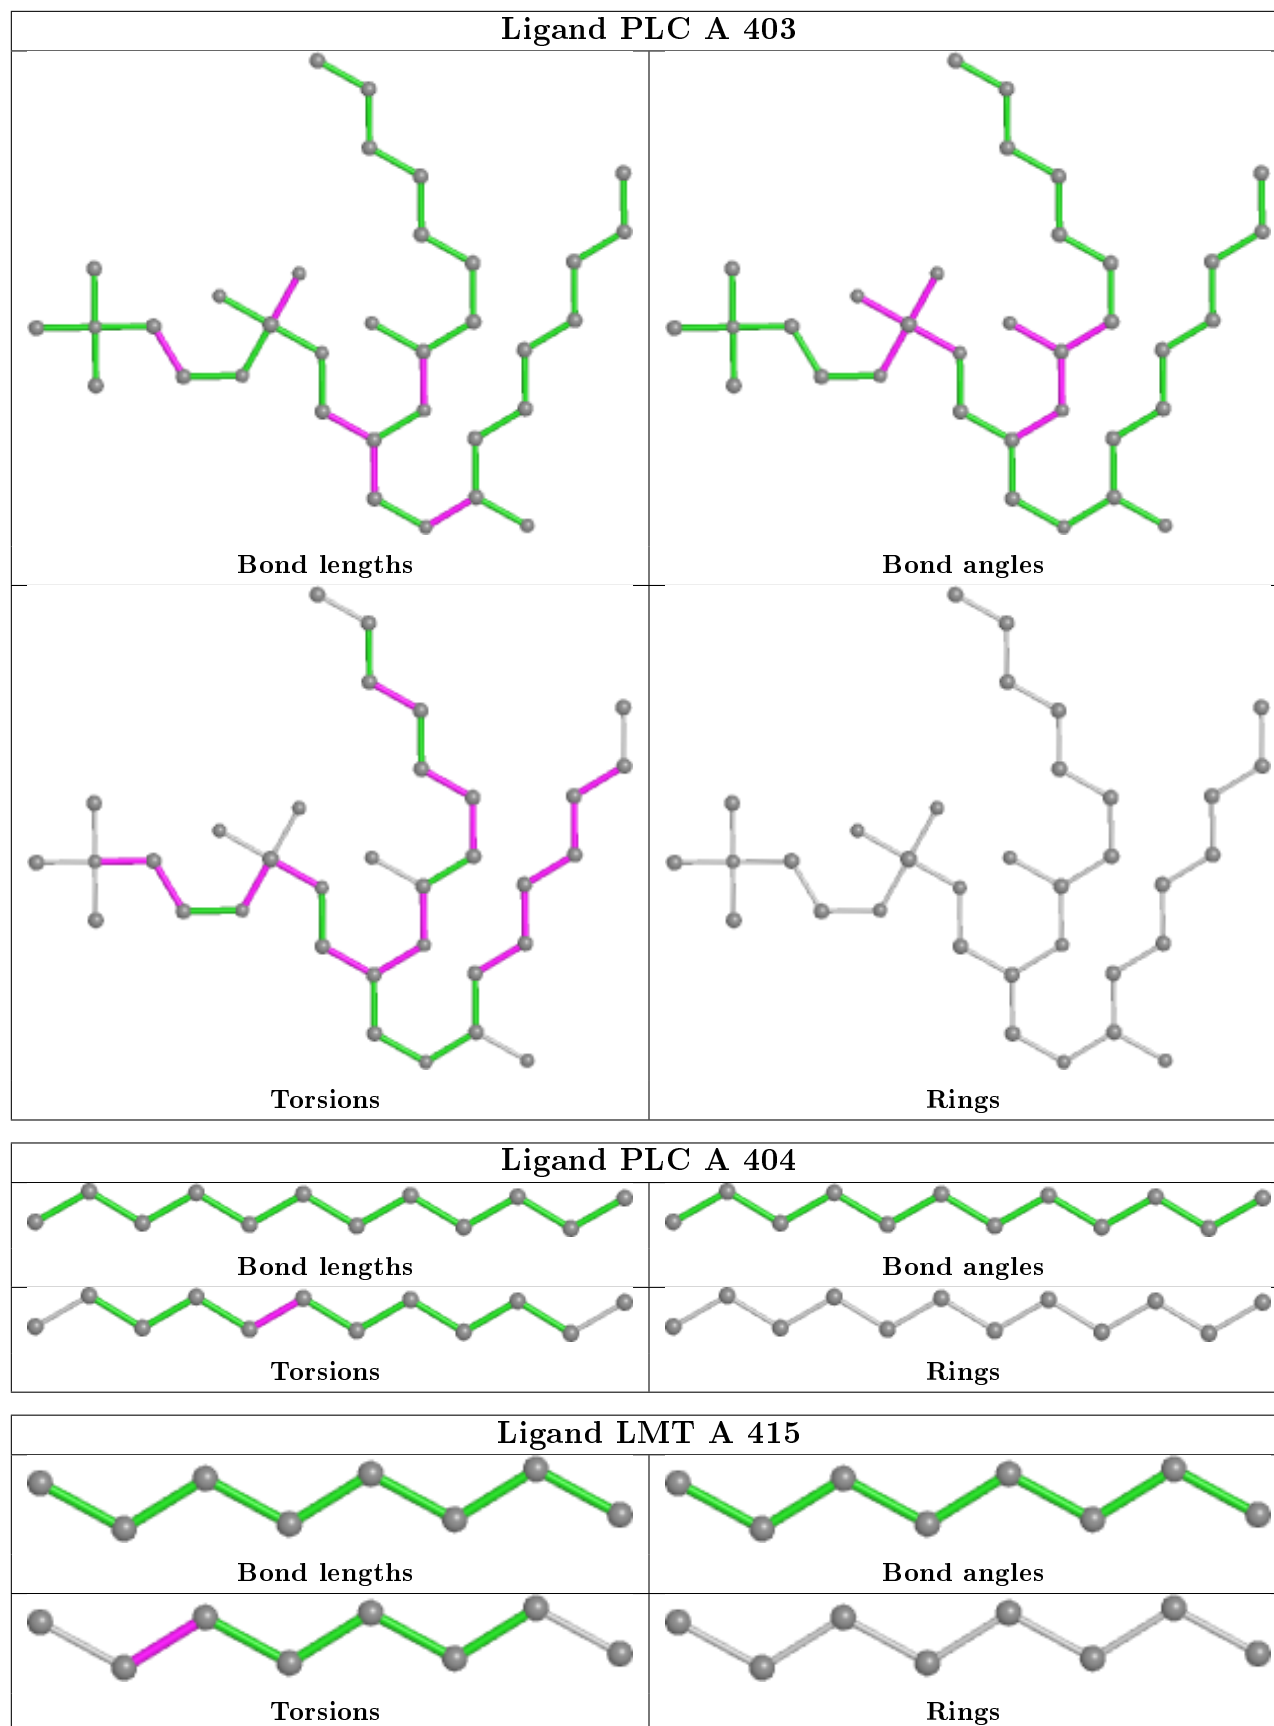 Ligand PLC A 403
Bond lengths
Bond angles
Torsions
Rings
Ligand PLC A 404
Bond lengths
Bond angles
Torsions
Rings
Ligand LMT A 415
Bond lengths
Bond angles
Torsions
Rings